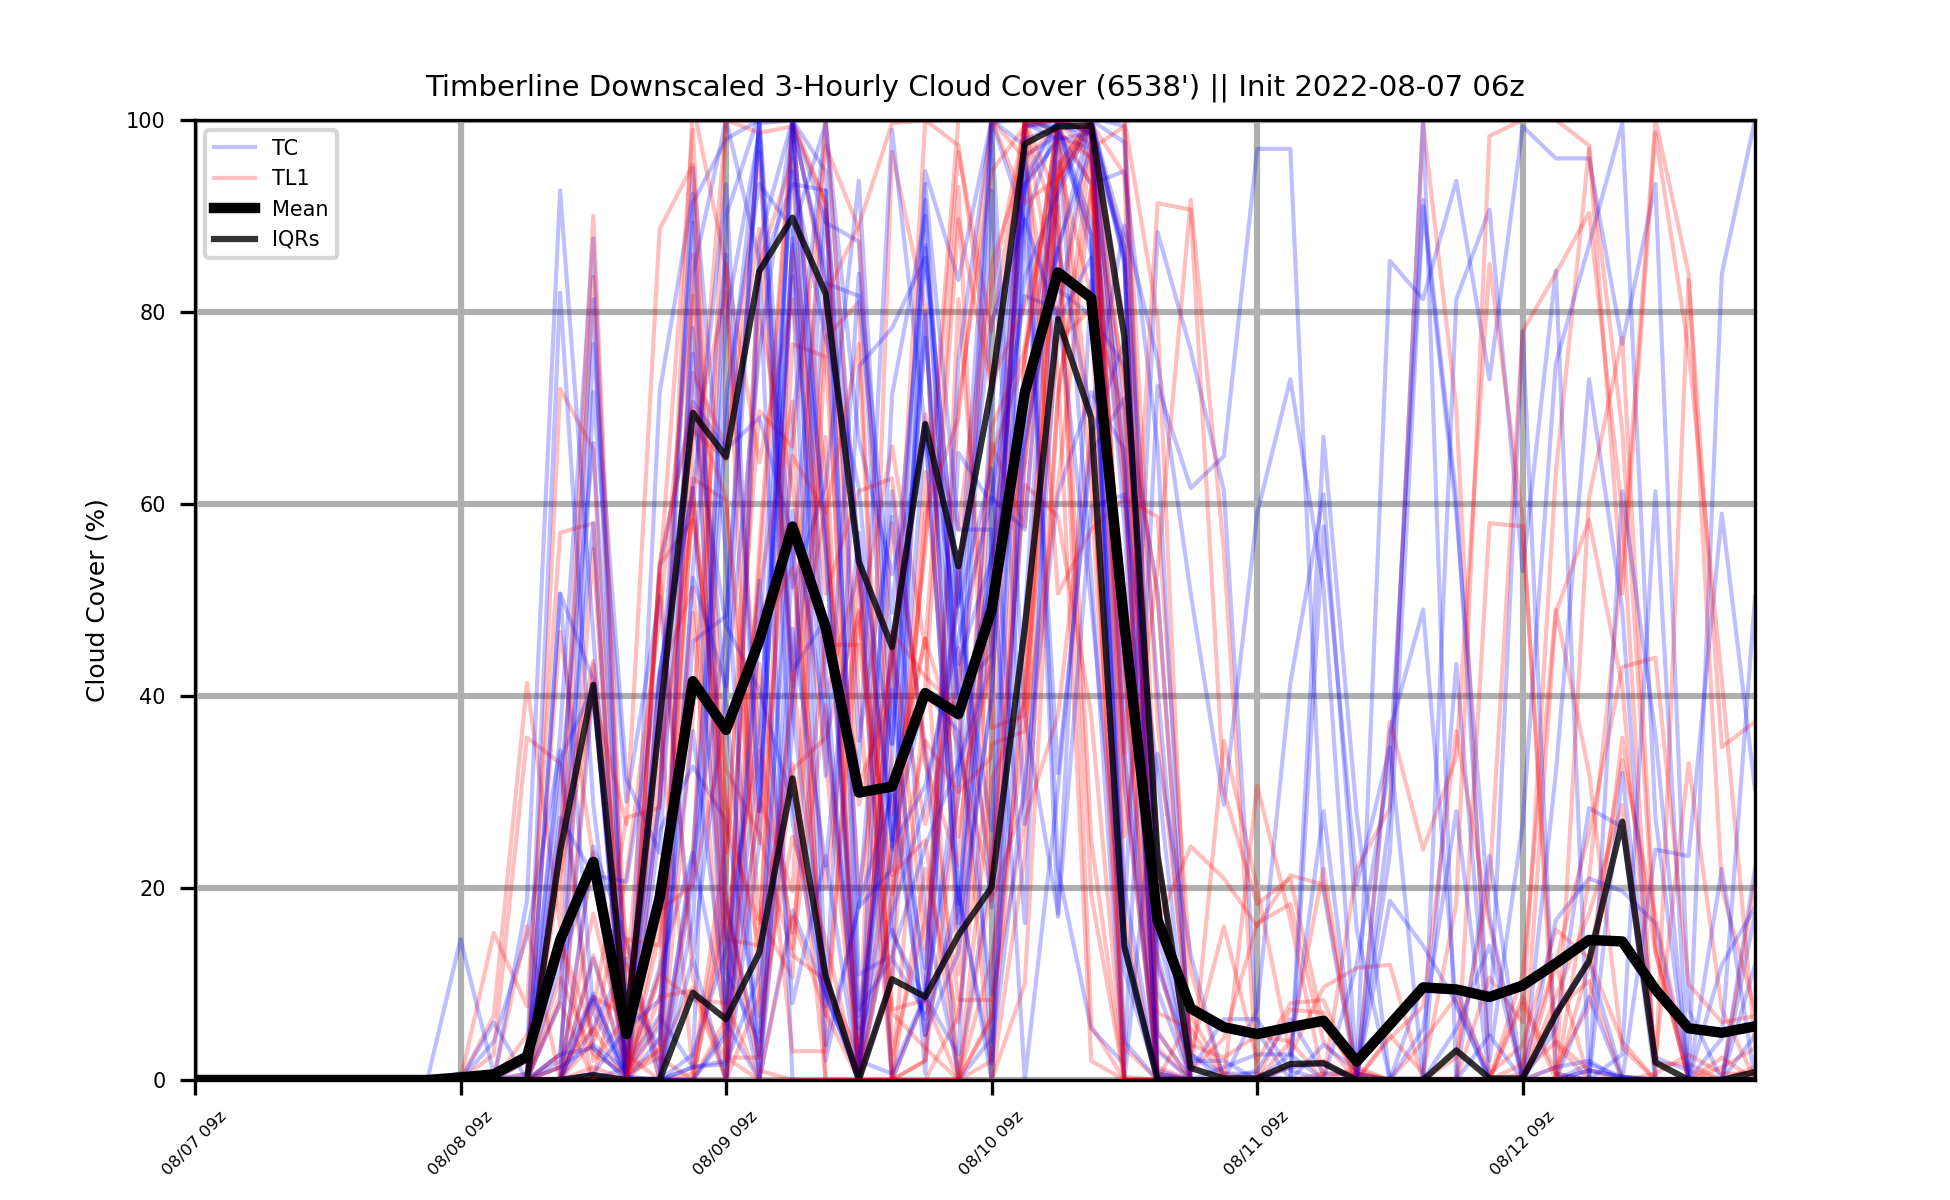 Timberline Downscaled 3-Hourly Cloud Cover (6538') || Init 2022-08-07 06z
TC
TL1
Mean
IQRs
Cloud Cover (%)
100
80
60
40
20
0
08/07 09z
08/08 09z
08/09 09z
08/10 09z
08/11 09z
08/12 09z